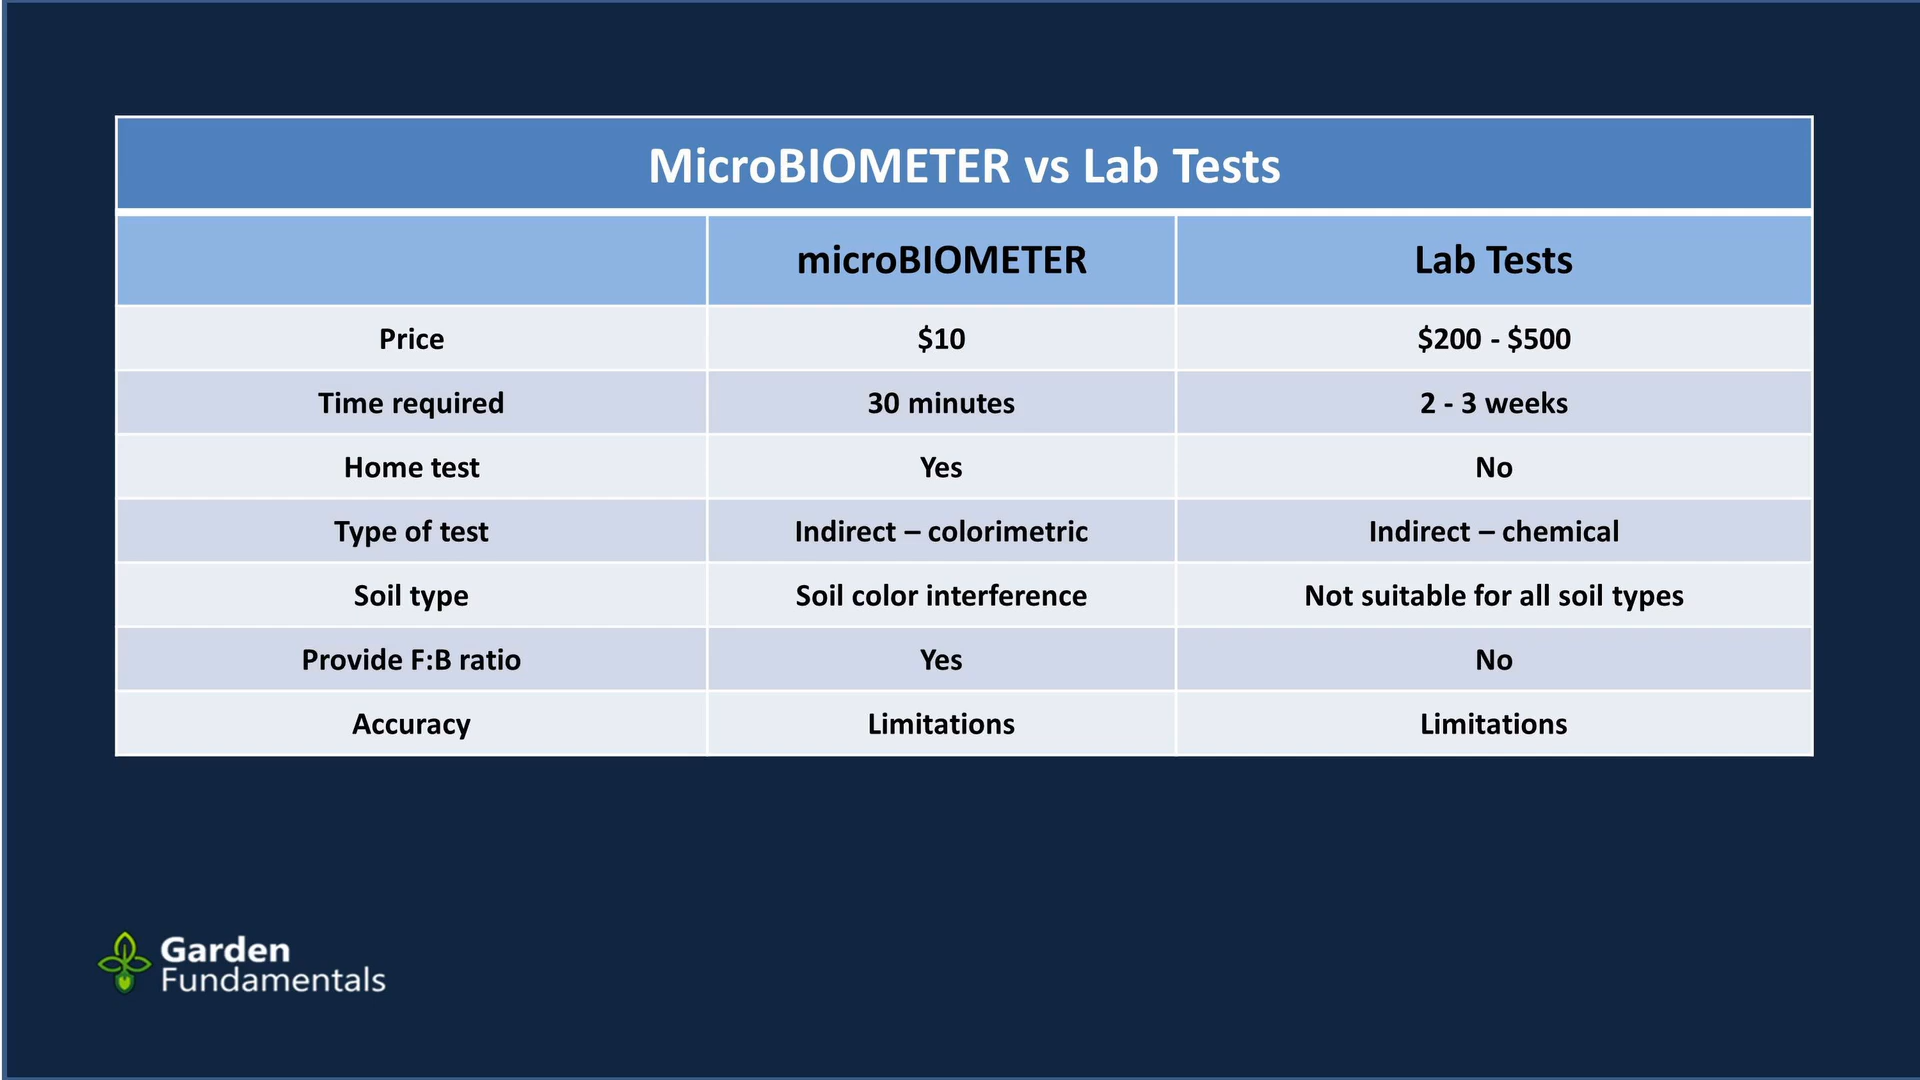 MicroBIOMETER vs Lab Tests
microBIOMETER Lab Tests
Price $10 $200 - $500
Time required 30 minutes 2 - 3 weeks
Home test Yes No
Type of test Indirect – colorimetric Indirect – chemical
Soil type Soil color interference Not suitable for all soil types
Provide F:B ratio Yes No
Accuracy Limitations Limitations
Garden
Fundamentals